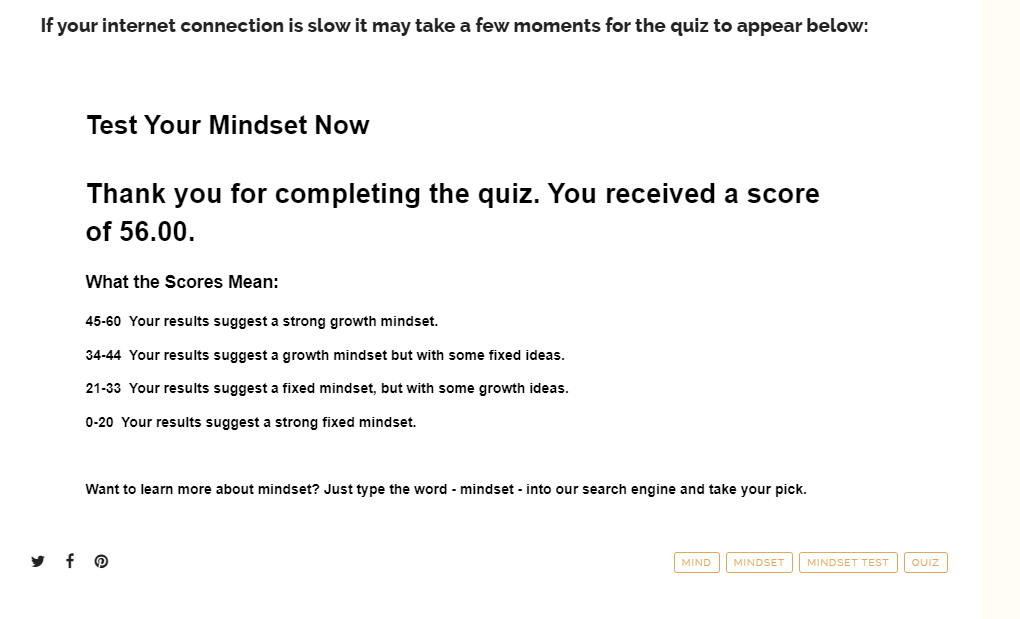 If your internet connection is slow it may take a few moments for the quiz to appear below:
Test Your Mindset Now
Thank you for completing the quiz. You received a score
of 56.00.
What the Scores Mean:
45-60 Your results suggest a strong growth mindset.
34-44 Your results suggest a growth mindset but with some fixed ideas.
21-33 Your results suggest a fixed mindset, but with some growth ideas.
0-20 Your results suggest a strong fixed mindset.
Want to learn more about mindset? Just type the word - mindset - into our search engine and take your pick.
MIND MINDSET MINDSET TEST QUIZ